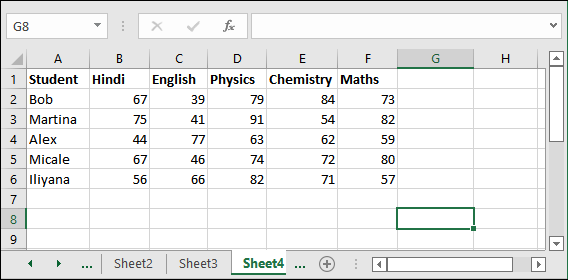 G8
A B C D E F G H
1 Student Hindi English Physics Chemistry Maths
2 Bob 67 39 79 84 73
3 Martina 75 41 91 54 82
4 Alex 44 77 63 62 59
5 Micale 67 46 74 72 80
6 Iliyana 56 66 82 71 57
7
8
9
... Sheet2 Sheet3 Sheet4 ...